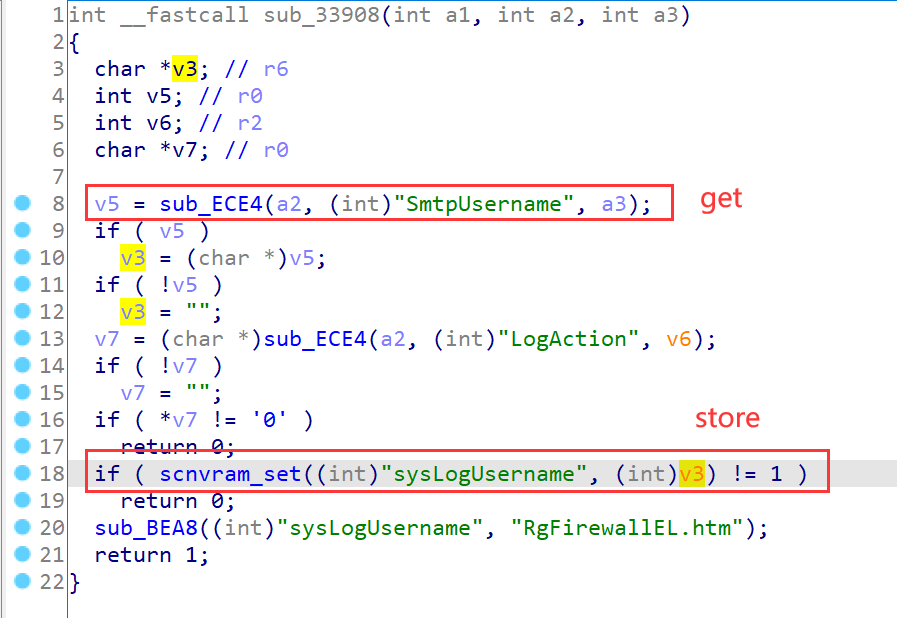 1 int __fastcall sub_33908(int a1, int a2, int a3)
2 {
3 char *v3; // r6
4 int v5; // r0
5 int v6; // r2
6 char *v7; // r0
7
8 v5 = sub_ECE4(a2, (int)"SmtpUsername", a3); get
9 if ( v5 )
10 v3 = (char *)v5;
11 if ( !v5 )
12 v3 = "";
13 v7 = (char *)sub_ECE4(a2, (int)"LogAction", v6);
14 if ( !v7 )
15 v7 = "";
16 if ( *v7 != '0' ) store
17 return 0;
18 if ( scnvram_set((int)"sysLogUsername", (int)v3) != 1 )
19 return 0;
20 sub_BEA8((int)"sysLogUsername", "RgFirewallEL.htm");
21 return 1;
22 }